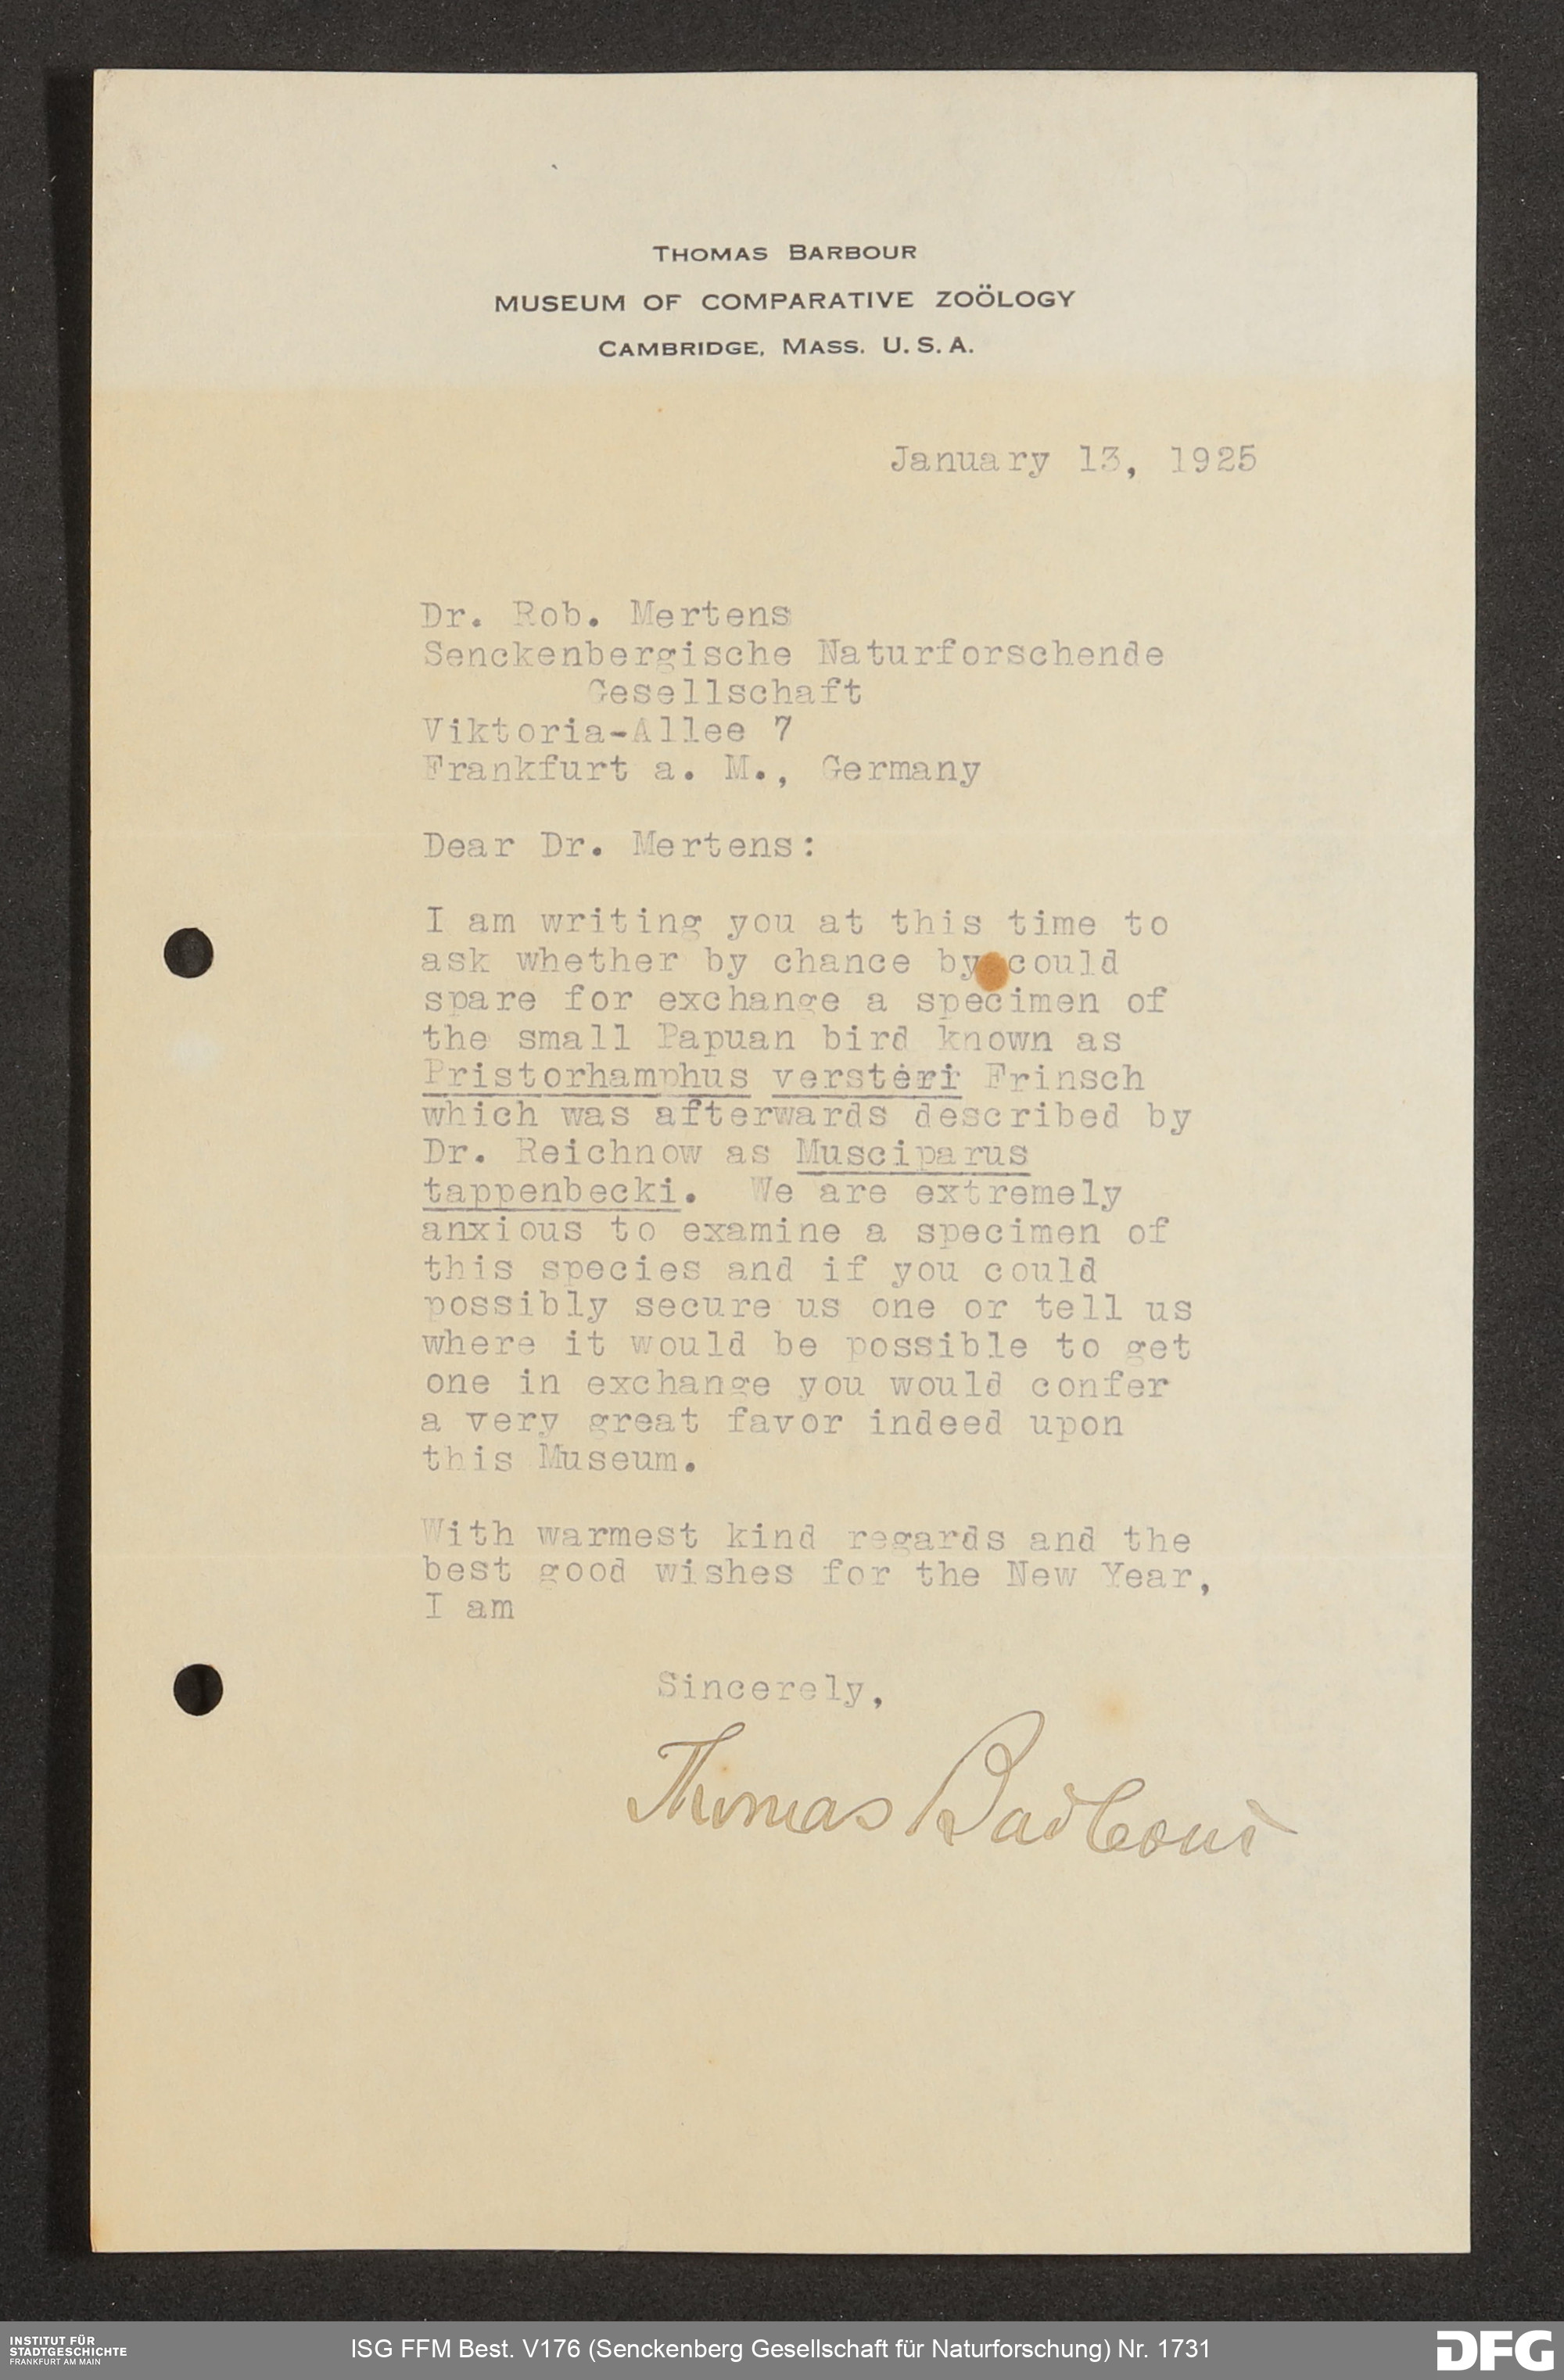 THOMAS BARBOUR
MUSEUM OF COMPARATIVE ZOÖLOGY
CAMBRIDGE, MASS. U. S. A.
January 13, 1925
Dr. Rob. Mertens
Senckenbergische Naturforschende
Gesellschaft
Viktoria-Allee 7
Frankfurt a. M., Germany
Dear Dr. Mertens:
I am writing you at this time to
ask whether by chance by could
spare for exchange a specimen of
the small Papuan bird known as
Pristorhamphus versteri Frinsch
which was afterwards described by
Dr. Reichnow as Musciparus
tappenbecki. We are extremely
anxious to examine a specimen of
this species and if you could
possibly secure us one or tell us
where it would be possible to get
one in exchange you would confer
a very great favor indeed upon
this Museum.
With warmest kind regards and the
best good wishes for the New Year,
I am
Sincerely,
Thomas Barbour
INSTITUT FÜR
STADTGESCHICHTE
FRANKFURT AM MAIN
ISG FFM Best. V176 (Senckenberg Gesellschaft für Naturforschung) Nr. 1731
DFG